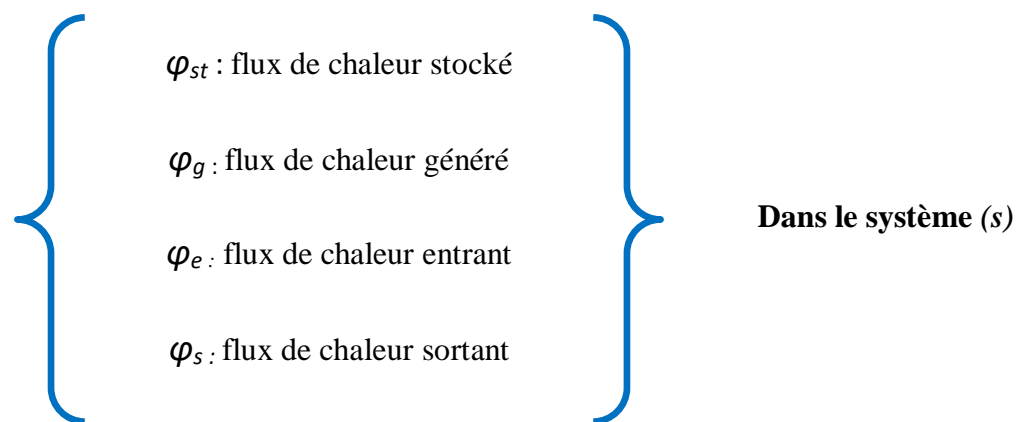 φst : flux de chaleur stocké
φg : flux de chaleur généré
Dans le système (s)
φe : flux de chaleur entrant
φs : flux de chaleur sortant